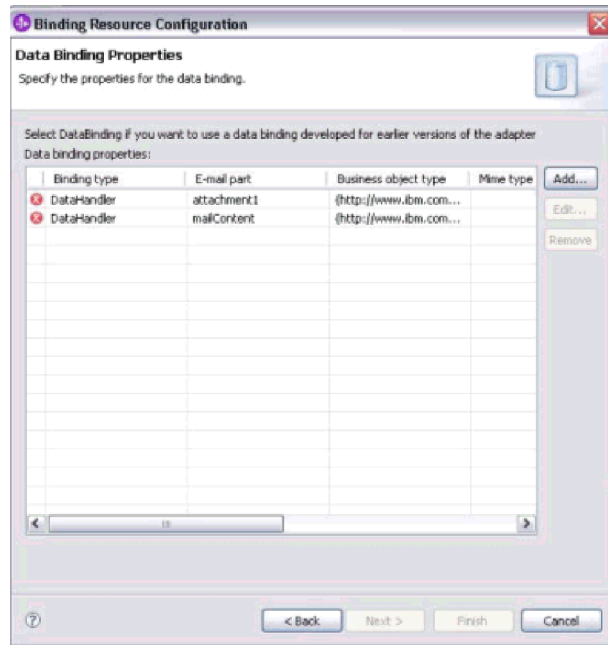 Binding Resource Configuration
Data Binding Properties
Specify the properties for the data binding.
Select DataBinding if you want to use a data binding developed for earlier versions of the adapter
Data binding properties:
Binding type E-mail part Business object type Mime type Add...
DataHandler attachment1 {http://www.ibm.com...
DataHandler mailContent {http://www.ibm.com...
Edit...
Remove
< Back Next > Finish Cancel